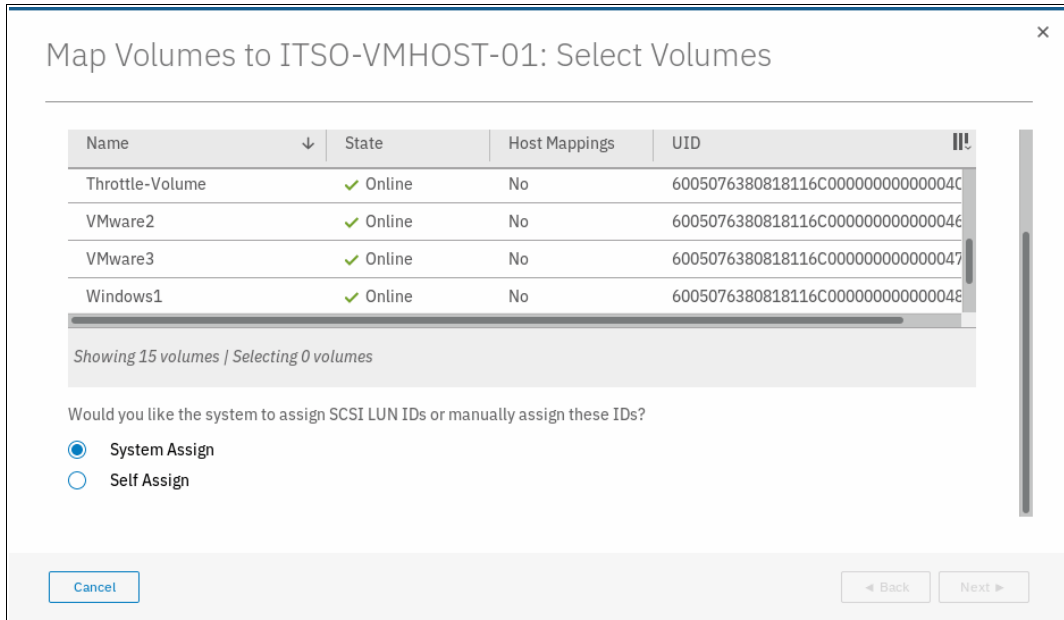 Map Volumes to ITSO-VMHOST-01: Select Volumes
Name State Host Mappings UID
Throttle-Volume Online No 6005076380818116C00000000000004C
VMware2 Online No 6005076380818116C000000000000046
VMware3 Online No 6005076380818116C000000000000047
Windows1 Online No 6005076380818116C000000000000048
Showing 15 volumes | Selecting 0 volumes
Would you like the system to assign SCSI LUN IDs or manually assign these IDs?
System Assign
Self Assign
Cancel Back Next